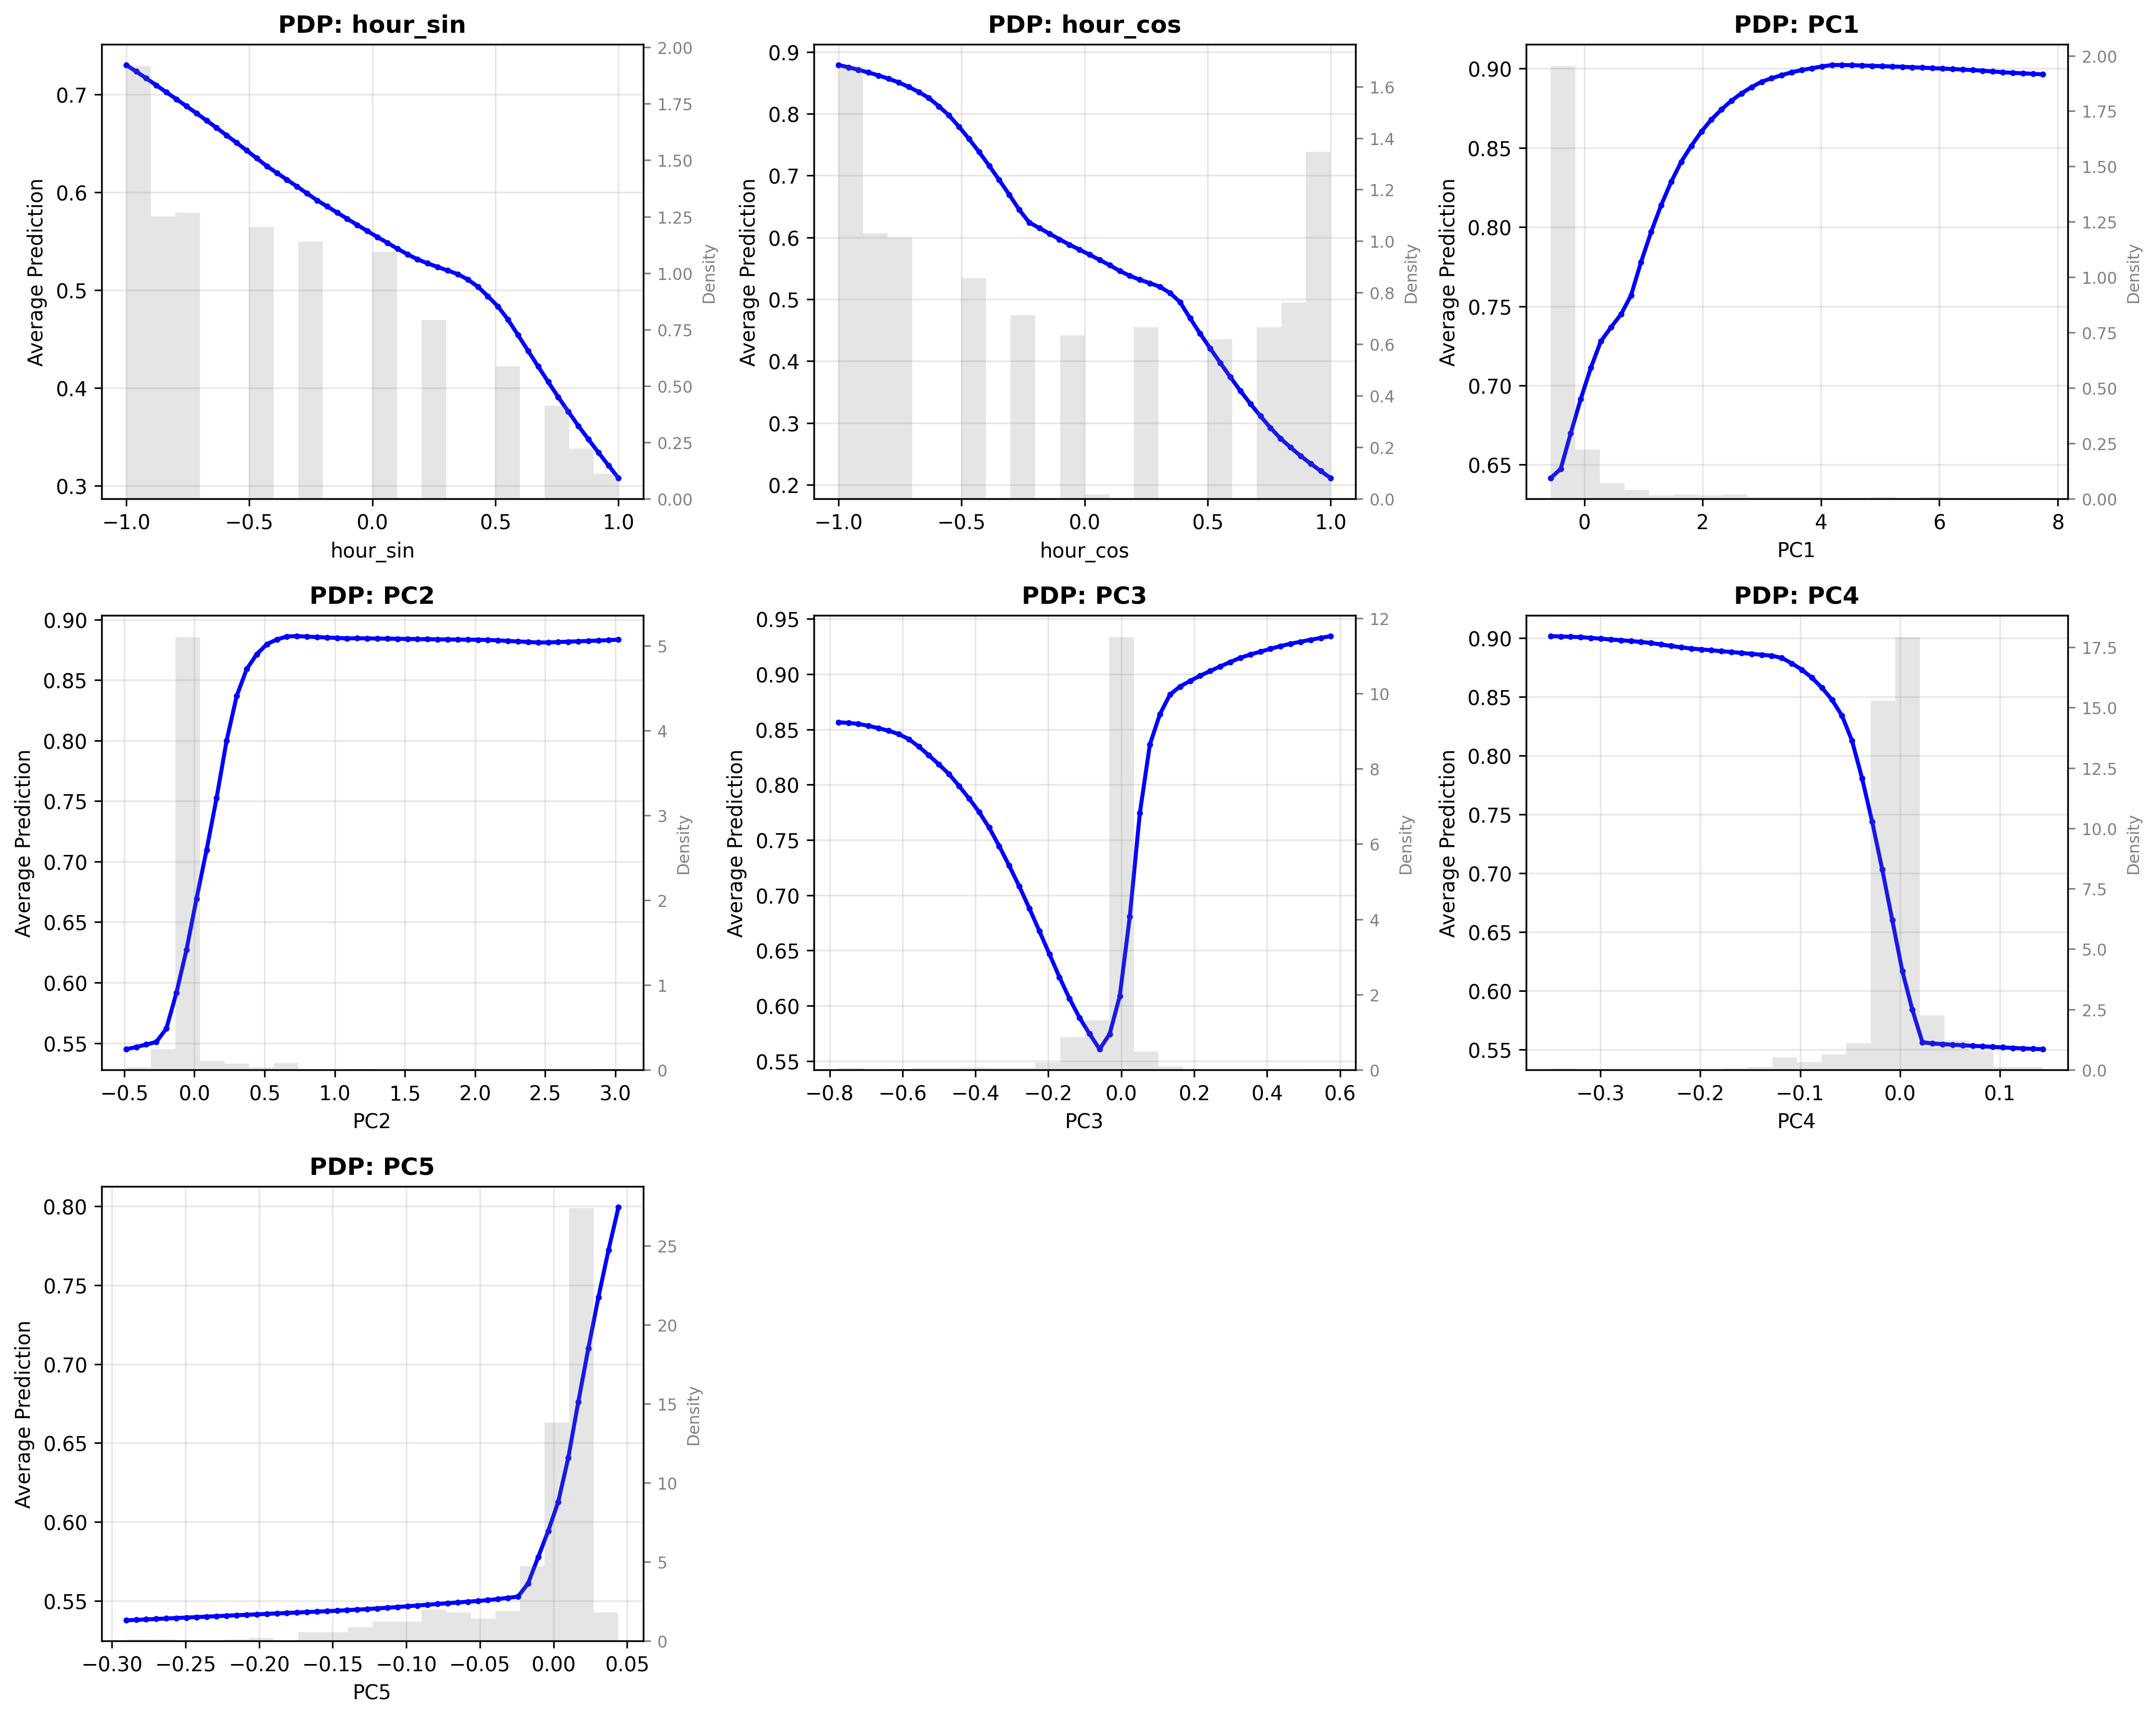 PDP: hour_sin
Average Prediction
0.7
0.6
0.5
0.4
0.3
2.00
1.75
1.50
1.25
1.00
0.75
0.50
0.25
0.00
Density
−1.0 −0.5 0.0 0.5 1.0
hour_sin
PDP: hour_cos
Average Prediction
0.9
0.8
0.7
0.6
0.5
0.4
0.3
0.2
1.6
1.4
1.2
1.0
0.8
0.6
0.4
0.2
0.0
Density
−1.0 −0.5 0.0 0.5 1.0
hour_cos
PDP: PC1
Average Prediction
0.90
0.85
0.80
0.75
0.70
0.65
2.00
1.75
1.50
1.25
1.00
0.75
0.50
0.25
0.00
Density
0 2 4 6 8
PC1
PDP: PC2
Average Prediction
0.90
0.85
0.80
0.75
0.70
0.65
0.60
0.55
5
4
3
2
1
0
Density
−0.5 0.0 0.5 1.0 1.5 2.0 2.5 3.0
PC2
PDP: PC3
Average Prediction
0.95
0.90
0.85
0.80
0.75
0.70
0.65
0.60
0.55
12
10
8
6
4
2
0
Density
−0.8 −0.6 −0.4 −0.2 0.0 0.2 0.4 0.6
PC3
PDP: PC4
Average Prediction
0.90
0.85
0.80
0.75
0.70
0.65
0.60
0.55
17.5
15.0
12.5
10.0
7.5
5.0
2.5
0.0
Density
−0.3 −0.2 −0.1 0.0 0.1
PC4
PDP: PC5
Average Prediction
0.80
0.75
0.70
0.65
0.60
0.55
25
20
15
10
5
0
Density
−0.30 −0.25 −0.20 −0.15 −0.10 −0.05 0.00 0.05
PC5